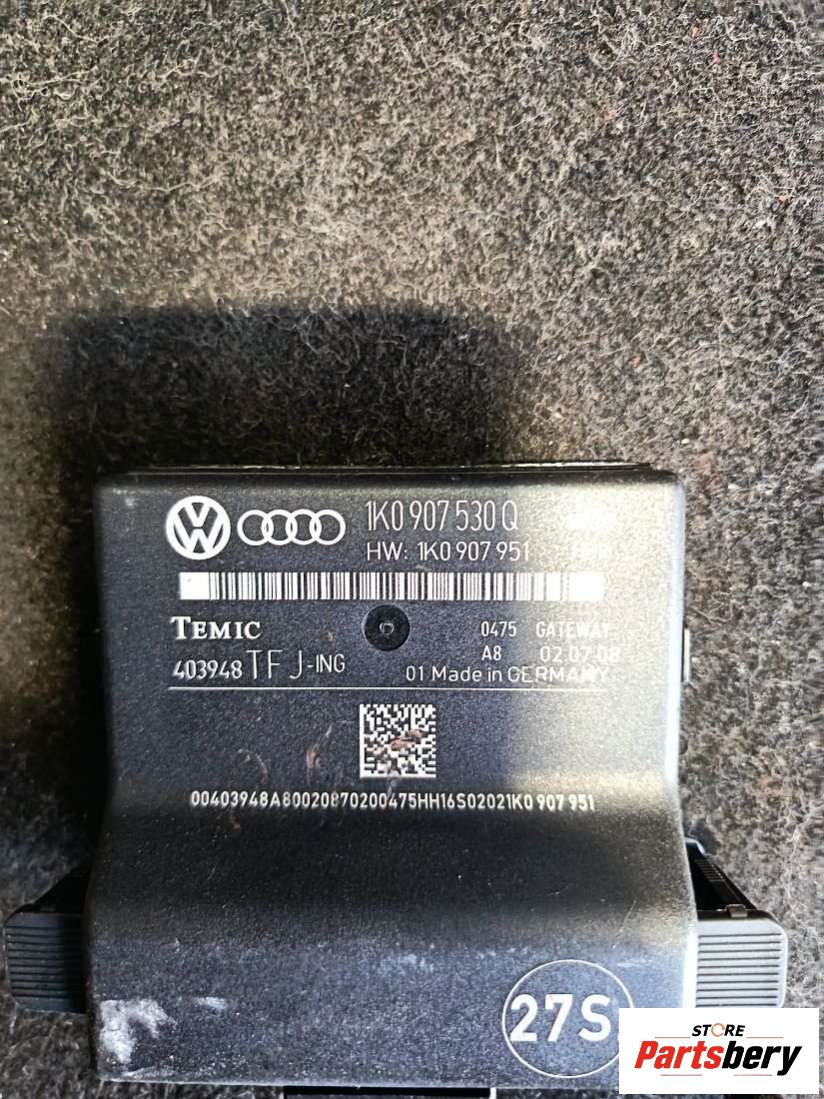 1K0 907 530 Q
HW: 1K0 907 951
TEMIC
0475 GATEWAY
A8 02.07.08
403948 TFJ-ING
01 Made in GERMANY
00403948A80020870200475HH16S02021K0 907 951
27S
STORE
Partsbery